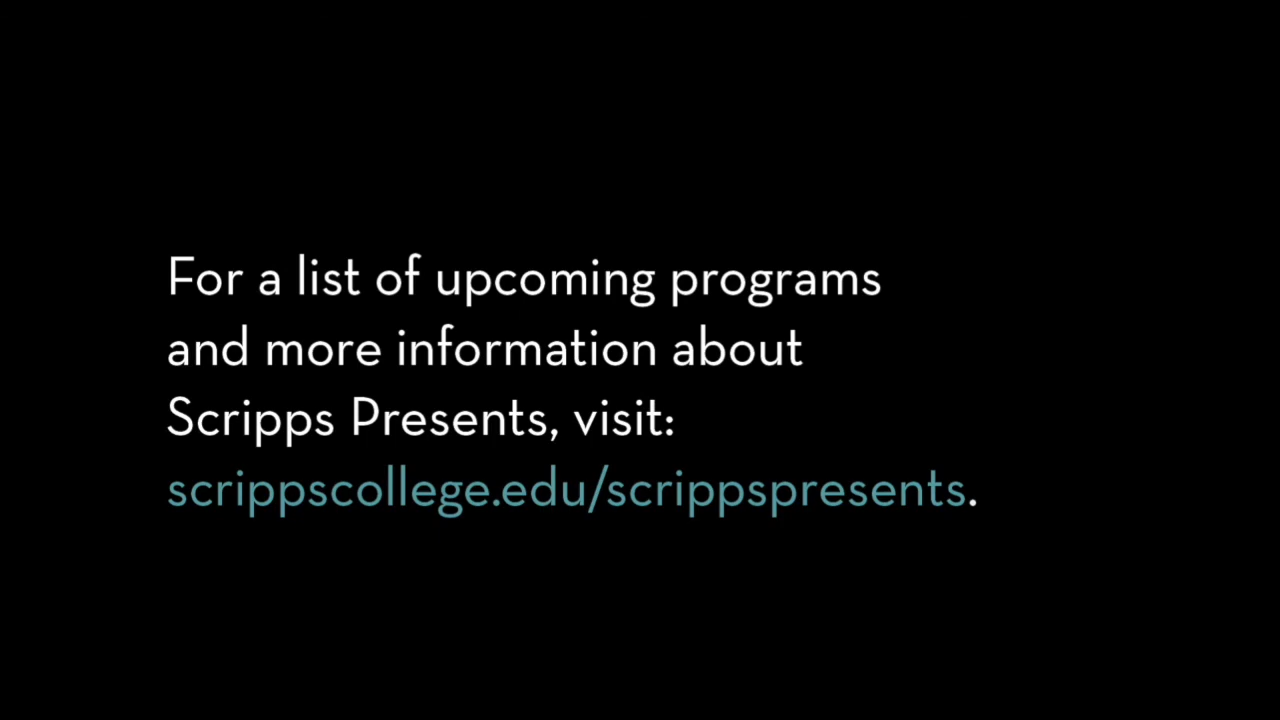 For a list of upcoming programs
and more information about
Scripps Presents, visit:
scrippscollege.edu/scrippspresents.